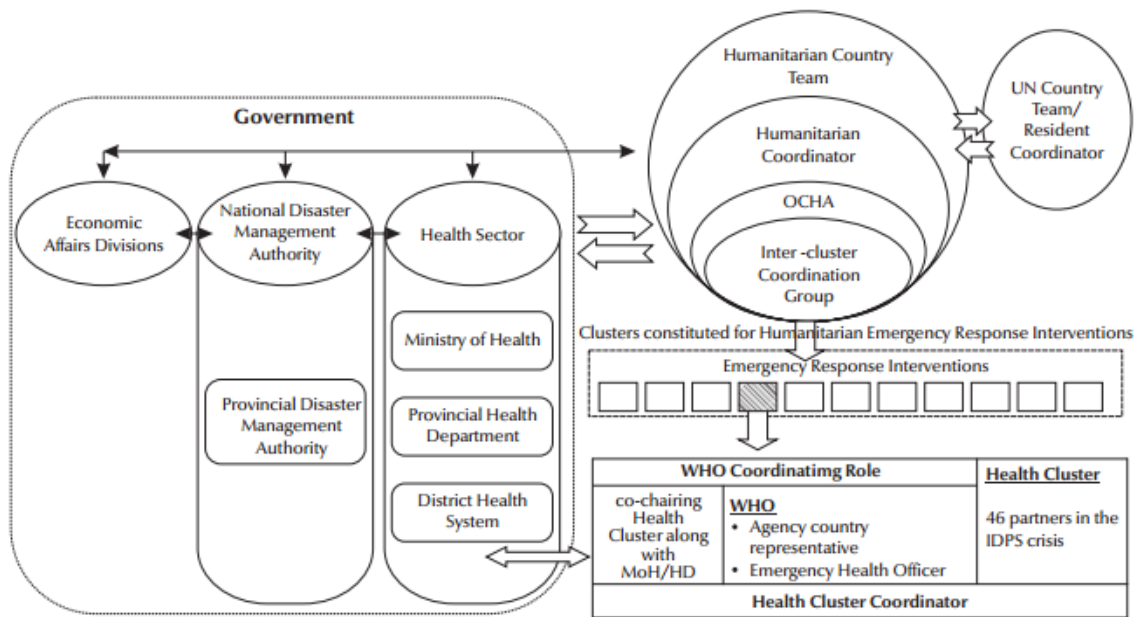 Government
Economic
Affairs Divisions
National Disaster
Management
Authority
Health Sector
Provincial Disaster
Management
Authority
Ministry of Health
Provincial Health
Department
District Health
System
Humanitarian Country
Team
Humanitarian
Coordinator
OCHA
Inter -cluster
Coordination
Group
UN Country
Team/
Resident
Coordinator
Clusters constituted for Humanitarian Emergency Response Interventions
Emergency Response Interventions
WHO Coordinatimg Role
co-chairing
Health
Cluster along
with
MoH/HD
WHO
• Agency country
representative
• Emergency Health Officer
Health Cluster
46 partners in the
IDPS crisis
Health Cluster Coordinator